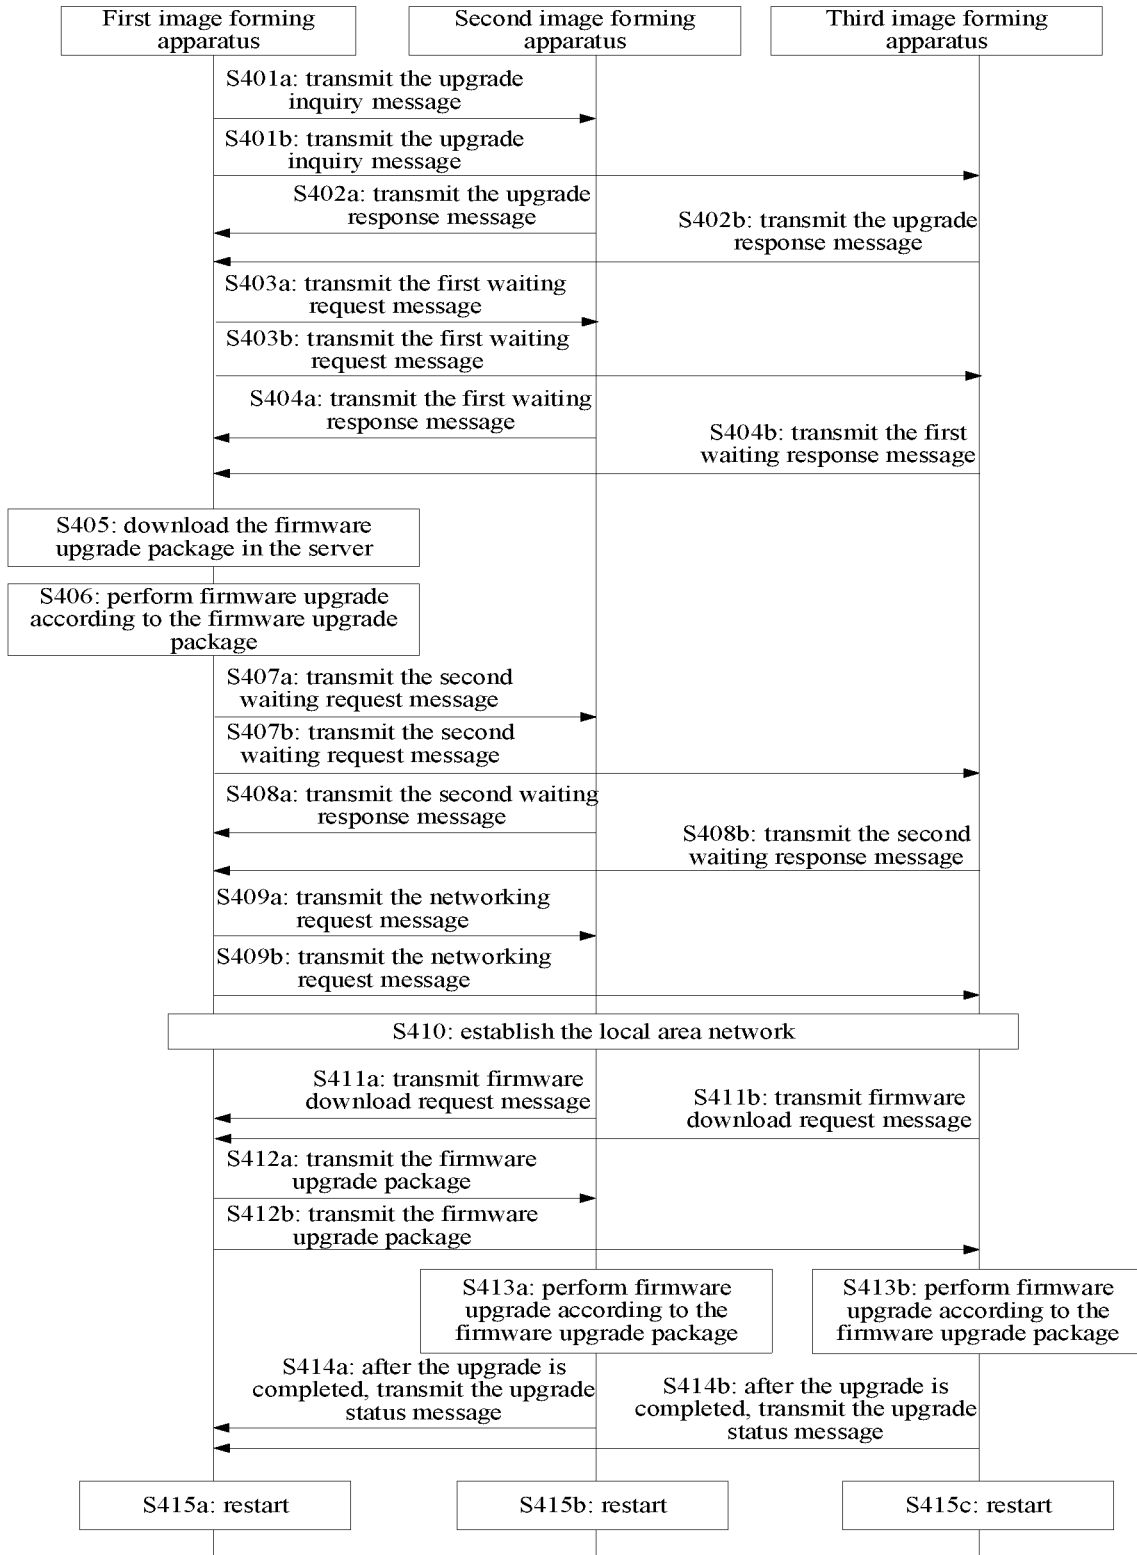 First image forming
apparatus
Second image forming
apparatus
Third image forming
apparatus
S401a: transmit the upgrade
inquiry message
S401b: transmit the upgrade
inquiry message
S402a: transmit the upgrade
response message
S402b: transmit the upgrade
response message
S403a: transmit the first waiting
request message
S403b: transmit the first waiting
request message
S404a: transmit the first waiting
response message
S404b: transmit the first
waiting response message
S405: download the firmware
upgrade package in the server
S406: perform firmware upgrade
according to the firmware upgrade
package
S407a: transmit the second
waiting request message
S407b: transmit the second
waiting request message
S408a: transmit the second waiting
response message
S408b: transmit the second
waiting response message
S409a: transmit the networking
request message
S409b: transmit the networking
request message
S410: establish the local area network
S411a: transmit firmware
download request message
S411b: transmit firmware
download request message
S412a: transmit the firmware
upgrade package
S412b: transmit the firmware
upgrade package
S413a: perform firmware
upgrade according to the
firmware upgrade package
S413b: perform firmware
upgrade according to the
firmware upgrade package
S414a: after the upgrade is
completed, transmit the upgrade
status message
S414b: after the upgrade is
completed, transmit the upgrade
status message
S415a: restart
S415b: restart
S415c: restart